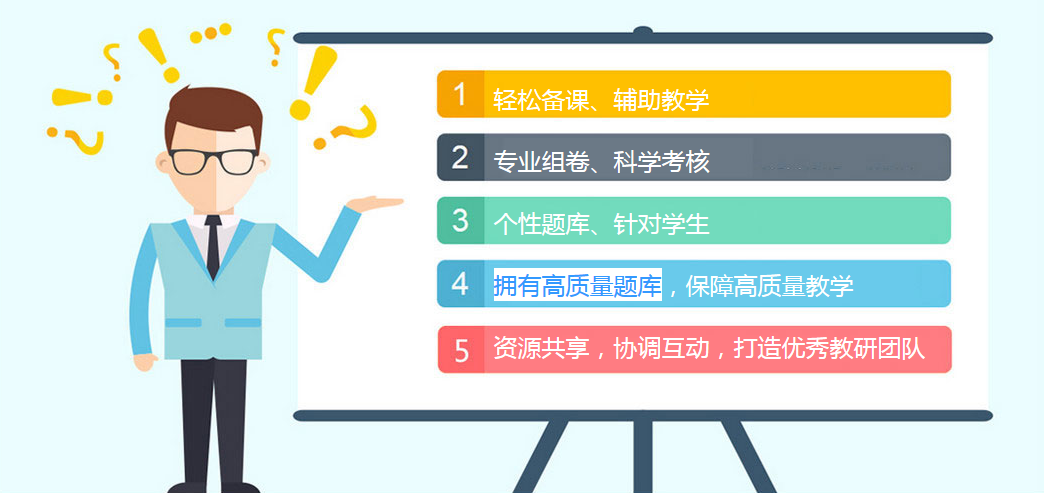 1 轻松备课、辅助教学
2 专业组卷、科学考核
3 个性题库、针对学生
4 拥有高质量题库，保障高质量教学
5 资源共享，协调互动，打造优秀教研团队